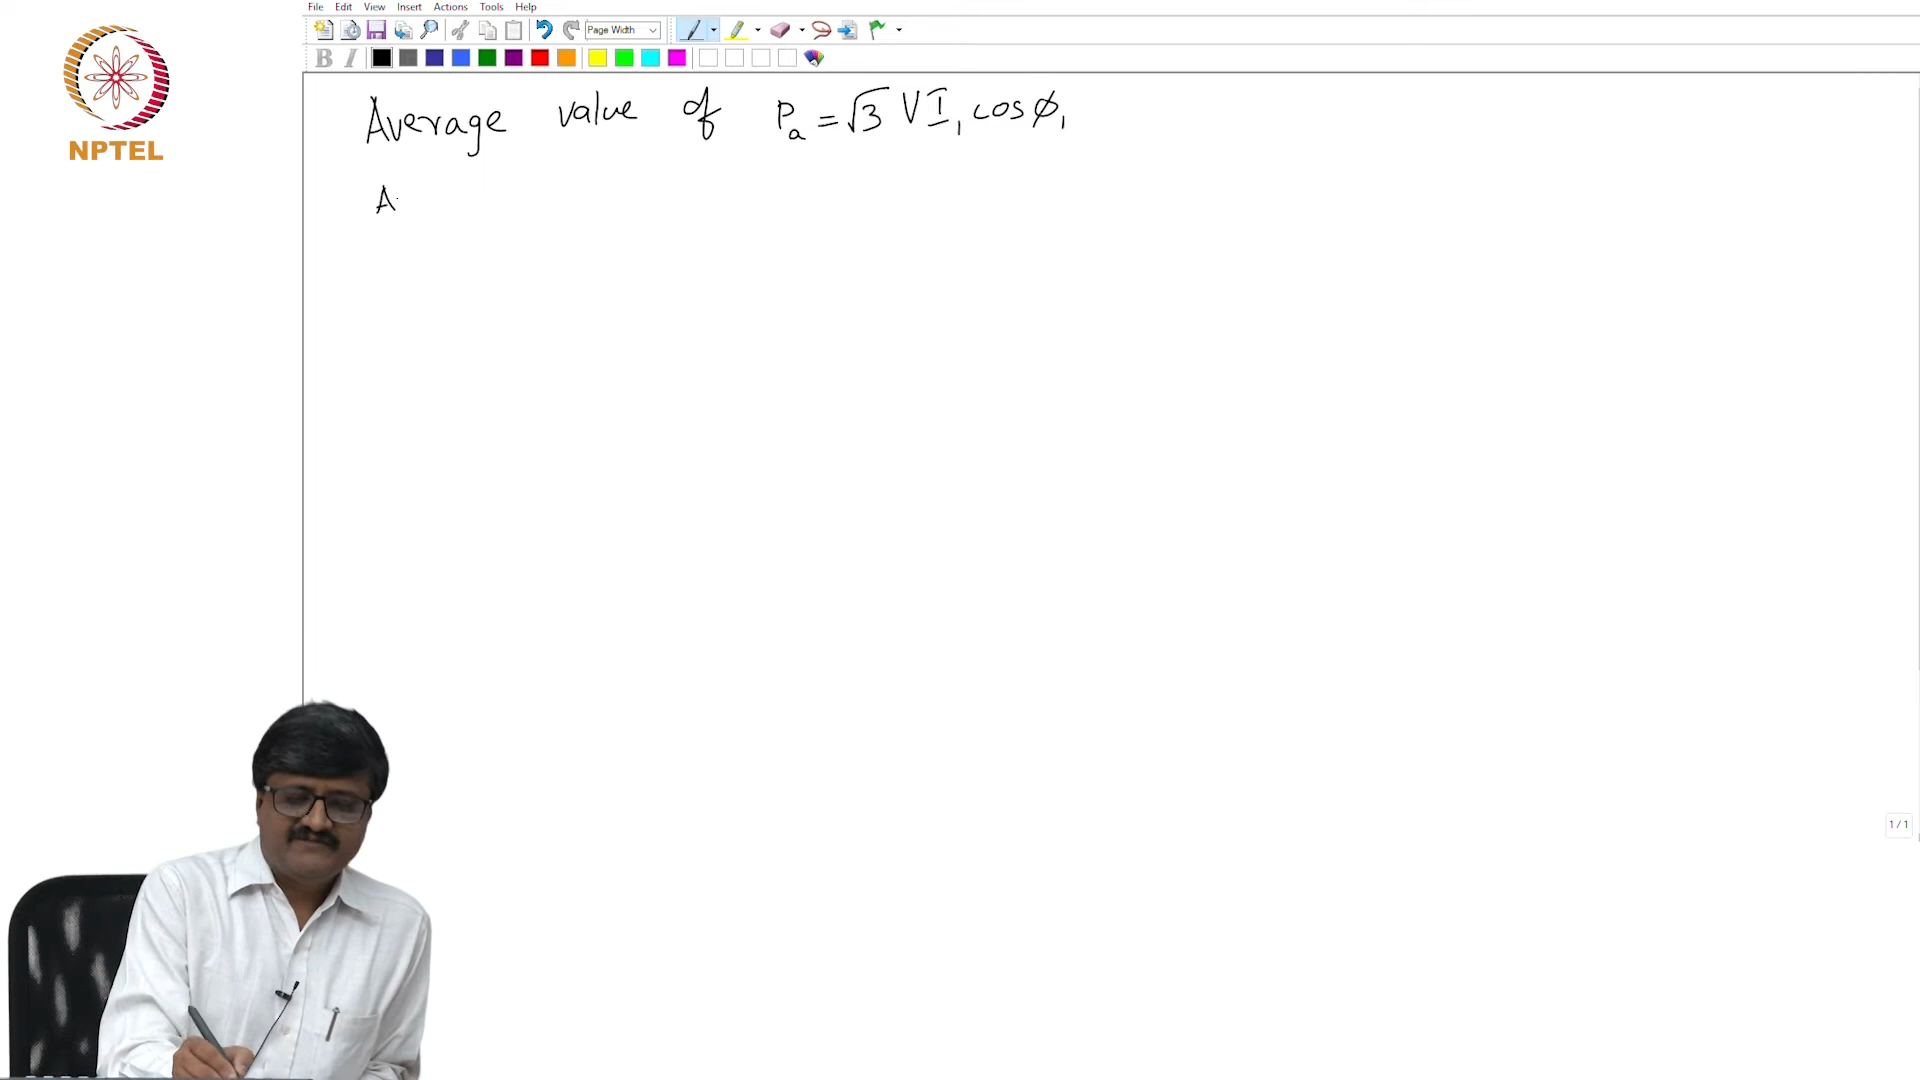 File Edit View Insert Actions Tools Help
Page Width
B I
NPTEL
Average value of Pₐ = √3 V I₁ cos φ₁
A
1 / 1